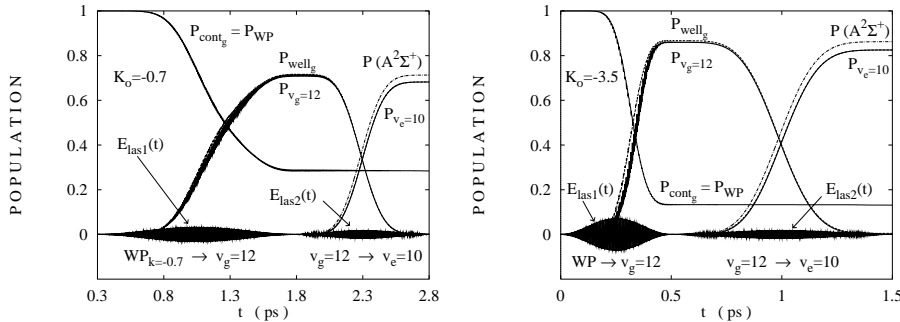 1
0.8
0.6
0.4
0.2
0
POPULATION
P_cont_g = P_WP
K_o=-0.7
P_well_g
P_v_g=12
P (A²Σ⁺)
P_v_e=10
E_las1(t)
E_las2(t)
WP_k=-0.7 → v_g=12
v_g=12 → v_e=10
0.3 0.8 1.3 1.8 2.3 2.8
t (ps)
1
0.8
0.6
0.4
0.2
0
POPULATION
P_well_g
P (A²Σ⁺)
K_o=-3.5
P_v_g=12
P_v_e=10
E_las1(t)
P_cont_g = P_WP
E_las2(t)
WP → v_g=12
v_g=12 → v_e=10
0 0.5 1 1.5
t (ps)